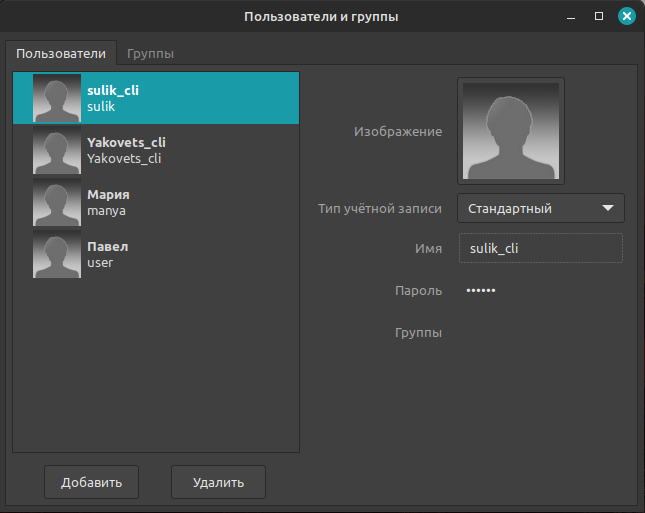 Пользователи и группы
Пользователи Группы
sulik_cli
sulik
Yakovets_cli
Yakovets_cli
Мария
manya
Павел
user
Изображение
Тип учётной записи Стандартный
Имя sulik_cli
Пароль ••••••
Группы
Добавить Удалить